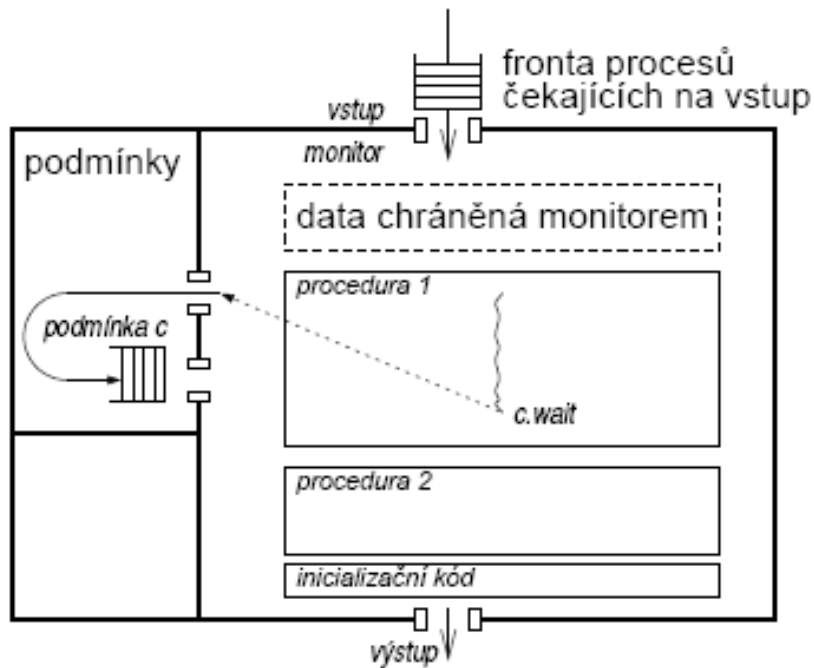 fronta procesů
čekajících na vstup
vstup
monitor
podmínky
data chráněná monitorem
procedura 1
podmínka c
c.wait
procedura 2
inicializační kód
výstup